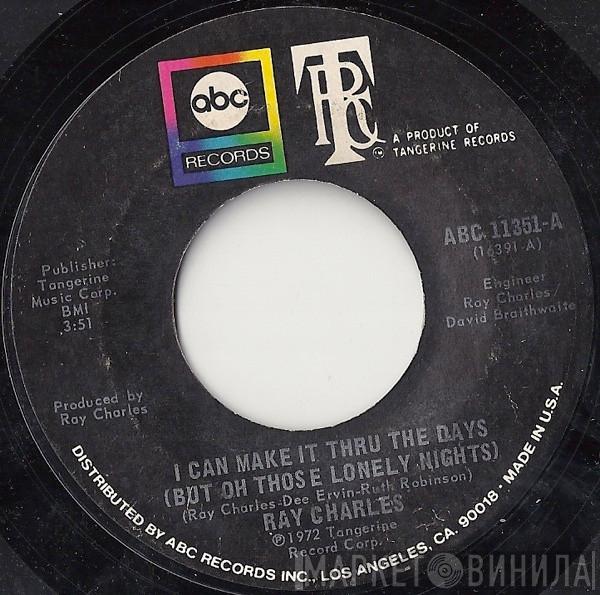 abc
RECORDS
TRC
A PRODUCT OF
TANGERINE RECORDS
ABC 11351-A
(16391-A)
Publisher:
Tangerine
Music Corp.
BMI
3:51
Engineer
Ray Charles/
David Braithwaite
Produced by
Ray Charles
I CAN MAKE IT THRU THE DAYS
(BUT OH THOSE LONELY NIGHTS)
(Ray Charles-Dee Ervin-Ruth Robinson)
RAY CHARLES
℗1972 Tangerine
Record Corp.
DISTRIBUTED BY ABC RECORDS INC., LOS ANGELES, CA. 90018 - MADE IN U.S.A.
МАРКЕТ ВИНИЛА